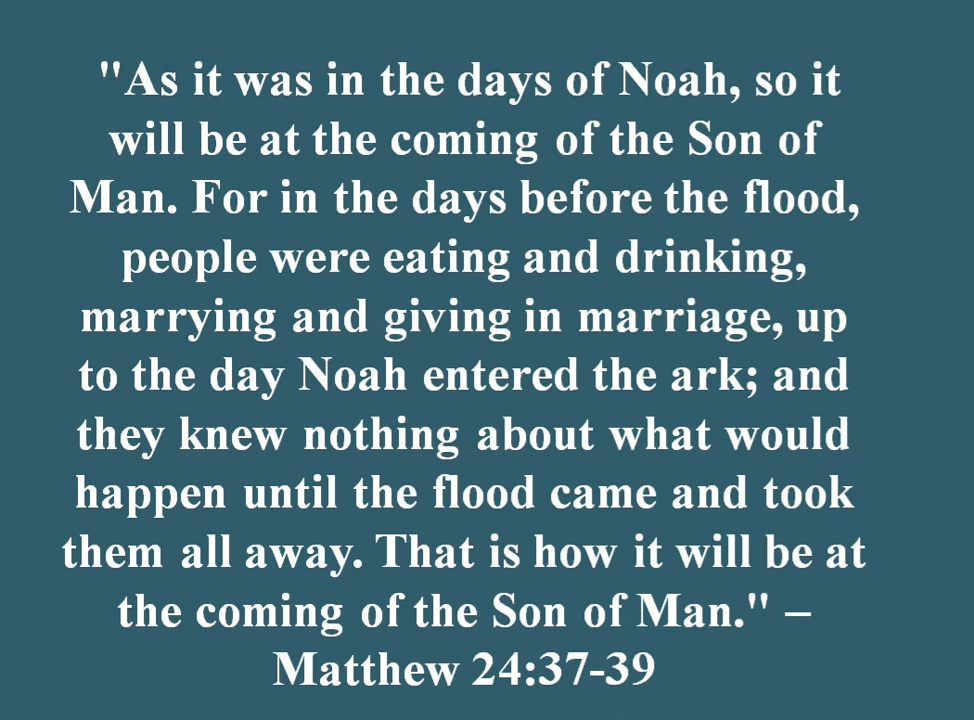 "As it was in the days of Noah, so it
will be at the coming of the Son of
Man. For in the days before the flood,
people were eating and drinking,
marrying and giving in marriage, up
to the day Noah entered the ark; and
they knew nothing about what would
happen until the flood came and took
them all away. That is how it will be at
the coming of the Son of Man." –
Matthew 24:37-39